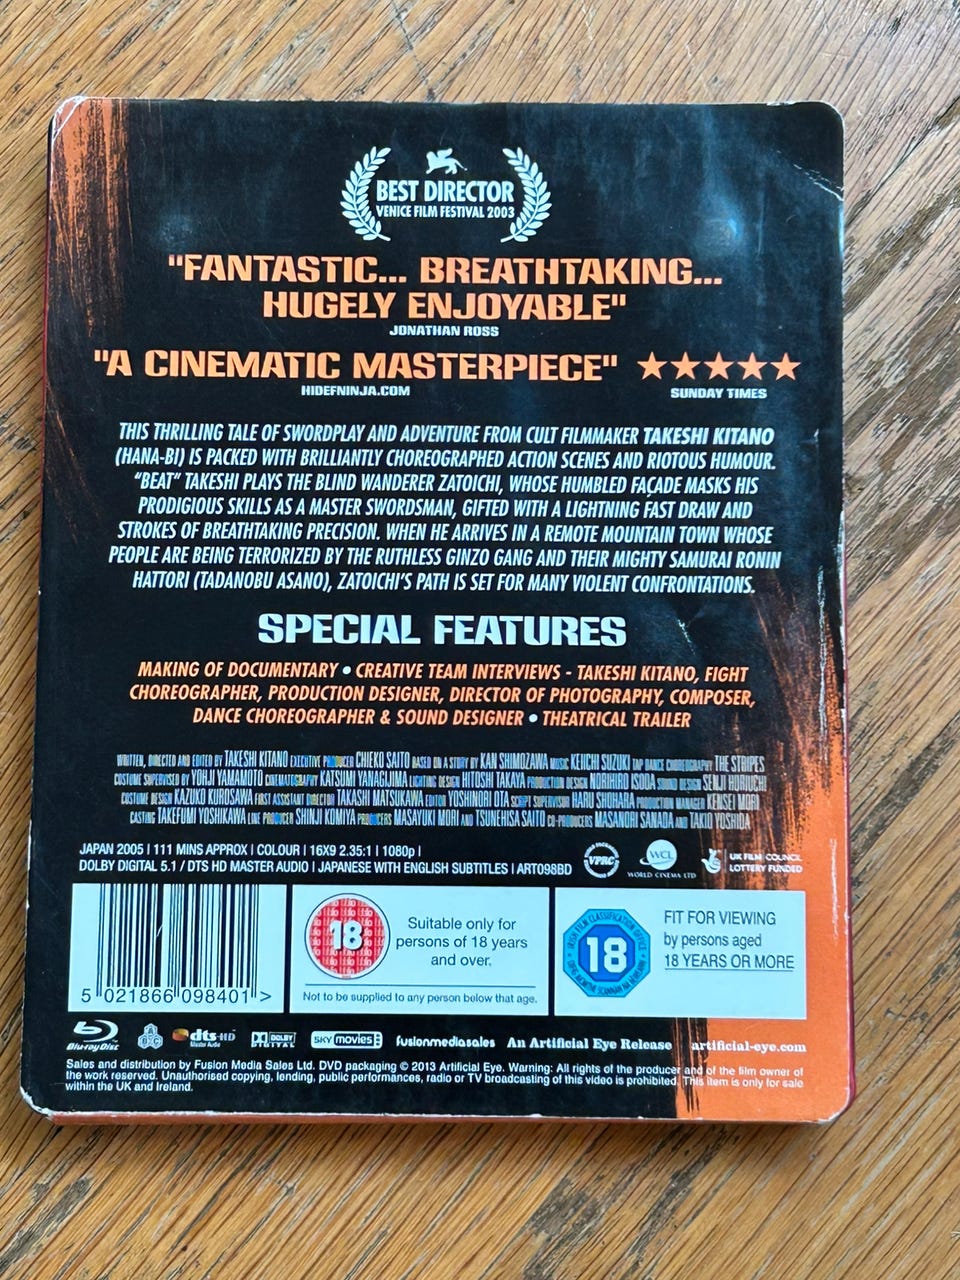 BEST DIRECTOR
VENICE FILM FESTIVAL 2003
"FANTASTIC... BREATHTAKING...
HUGELY ENJOYABLE"
JONATHAN ROSS
"A CINEMATIC MASTERPIECE" ★★★★★
HIDEFNINJA.COM SUNDAY TIMES
THIS THRILLING TALE OF SWORDPLAY AND ADVENTURE FROM CULT FILMMAKER TAKESHI KITANO
(HANA-BI) IS PACKED WITH BRILLIANTLY CHOREOGRAPHED ACTION SCENES AND RIOTOUS HUMOUR.
"BEAT" TAKESHI PLAYS THE BLIND WANDERER ZATOICHI, WHOSE HUMBLED FAÇADE MASKS HIS
PRODIGIOUS SKILLS AS A MASTER SWORDSMAN, GIFTED WITH A LIGHTNING FAST DRAW AND
STROKES OF BREATHTAKING PRECISION. WHEN HE ARRIVES IN A REMOTE MOUNTAIN TOWN WHOSE
PEOPLE ARE BEING TERRORIZED BY THE RUTHLESS GINZO GANG AND THEIR MIGHTY SAMURAI RONIN
HATTORI (TADANOBU ASANO), ZATOICHI'S PATH IS SET FOR MANY VIOLENT CONFRONTATIONS.
SPECIAL FEATURES
MAKING OF DOCUMENTARY • CREATIVE TEAM INTERVIEWS - TAKESHI KITANO, FIGHT
CHOREOGRAPHER, PRODUCTION DESIGNER, DIRECTOR OF PHOTOGRAPHY, COMPOSER,
DANCE CHOREOGRAPHER & SOUND DESIGNER • THEATRICAL TRAILER
WRITTEN, DIRECTED AND EDITED BY TAKESHI KITANO EXECUTIVE PRODUCER CHIEKO SAITO BASED ON A STORY BY KAN SHIMOZAWA MUSIC KEIICHI SUZUKI TAP DANCE CHOREOGRAPHY THE STRIPES
COSTUME SUPERVISED BY YOHJI YAMAMOTO CINEMATOGRAPHY KATSUMI YANAGIJIMA LIGHTING DESIGN HITOSHI TAKAYA PRODUCTION DESIGN NORIHIRO ISODA SOUND DESIGN SENJI HORIUCHI
COSTUME DESIGN KAZUKO KUROSAWA FIRST ASSISTANT DIRECTOR TAKASHI MATSUKAWA EDITOR YOSHINORI OTA SCRIPT SUPERVISOR HARU SHOHARA PRODUCTION MANAGER KENSEI MORI
CASTING TAKEFUMI YOSHIKAWA LINE PRODUCER SHINJI KOMIYA PRODUCERS MASAYUKI MORI AND TSUNEHISA SAITO CO-PRODUCERS MASANORI SANADA AND TAKIO YOSHIDA
JAPAN 2005 | 111 MINS APPROX | COLOUR | 16X9 2.35:1 | 1080p |
DOLBY DIGITAL 5.1 / DTS HD MASTER AUDIO | JAPANESE WITH ENGLISH SUBTITLES | ART098BD
VPRC
WCL
WORLD CINEMA LTD
UK FILM COUNCIL
LOTTERY FUNDED
5 021866 098401 >
18
Suitable only for
persons of 18 years
and over.
Not to be supplied to any person below that age.
IRISH FILM CLASSIFICATION OFFICE
18
FIT FOR VIEWING
by persons aged
18 YEARS OR MORE
Blu-ray Disc
dts-HD
Master Audio
DOLBY
DIGITAL
sky movies
fusionmediasales
An Artificial Eye Release
artificial-eye.com
Sales and distribution by Fusion Media Sales Ltd. DVD packaging © 2013 Artificial Eye. Warning: All rights of the producer and of the film owner of
the work reserved. Unauthorised copying, lending, public performances, radio or TV broadcasting of this video is prohibited. This item is only for sale
within the UK and Ireland.